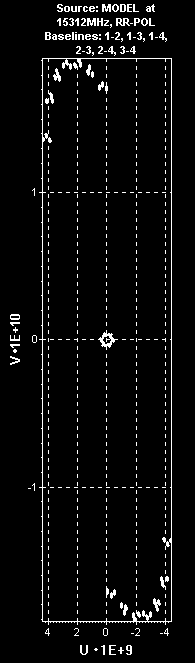 Source: MODEL at
15312MHz, RR-POL
Baselines: 1-2, 1-3, 1-4,
2-3, 2-4, 3-4
1
V*1E+10
0
-1
4 2 0 -2 -4
U *1E+9